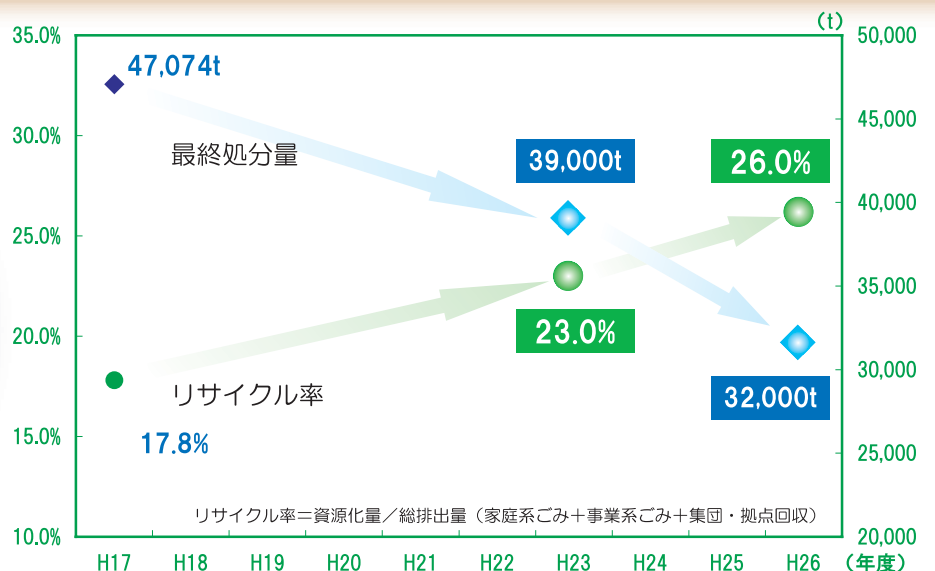 (t)
35.0%
50,000
47,074t
45,000
30.0%
最終処分量
39,000t
26.0%
40,000
25.0%
35,000
23.0%
20.0%
30,000
リサイクル率
32,000t
15.0%
17.8%
25,000
リサイクル率＝資源化量／総排出量（家庭系ごみ＋事業系ごみ＋集団・拠点回収）
10.0%
20,000
H17 H18 H19 H20 H21 H22 H23 H24 H25 H26 （年度）